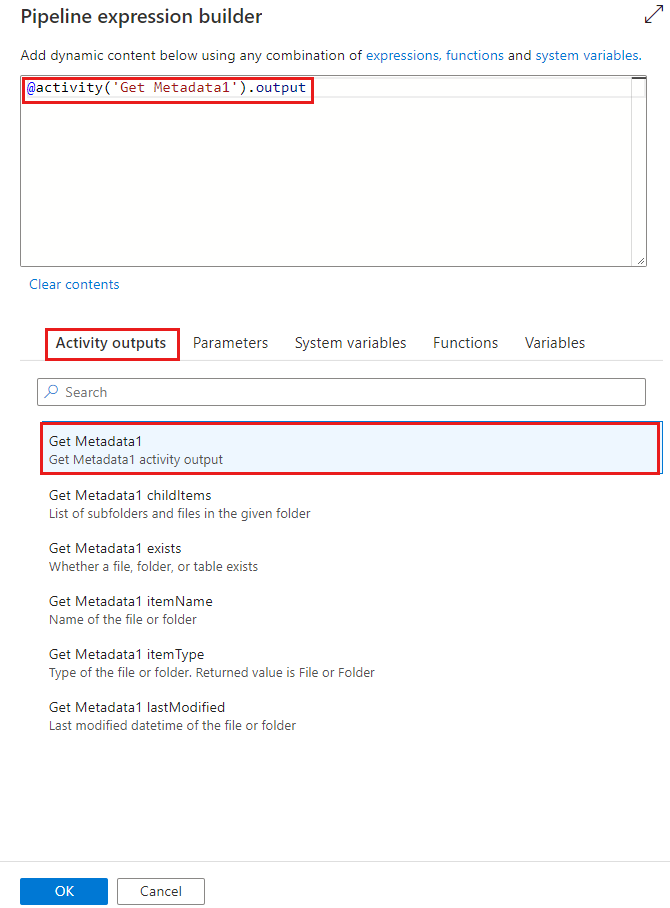 Pipeline expression builder
Add dynamic content below using any combination of expressions, functions and system variables.
@activity('Get Metadata1').output
Clear contents
Activity outputs Parameters System variables Functions Variables
Search
Get Metadata1
Get Metadata1 activity output
Get Metadata1 childItems
List of subfolders and files in the given folder
Get Metadata1 exists
Whether a file, folder, or table exists
Get Metadata1 itemName
Name of the file or folder
Get Metadata1 itemType
Type of the file or folder. Returned value is File or Folder
Get Metadata1 lastModified
Last modified datetime of the file or folder
OK Cancel